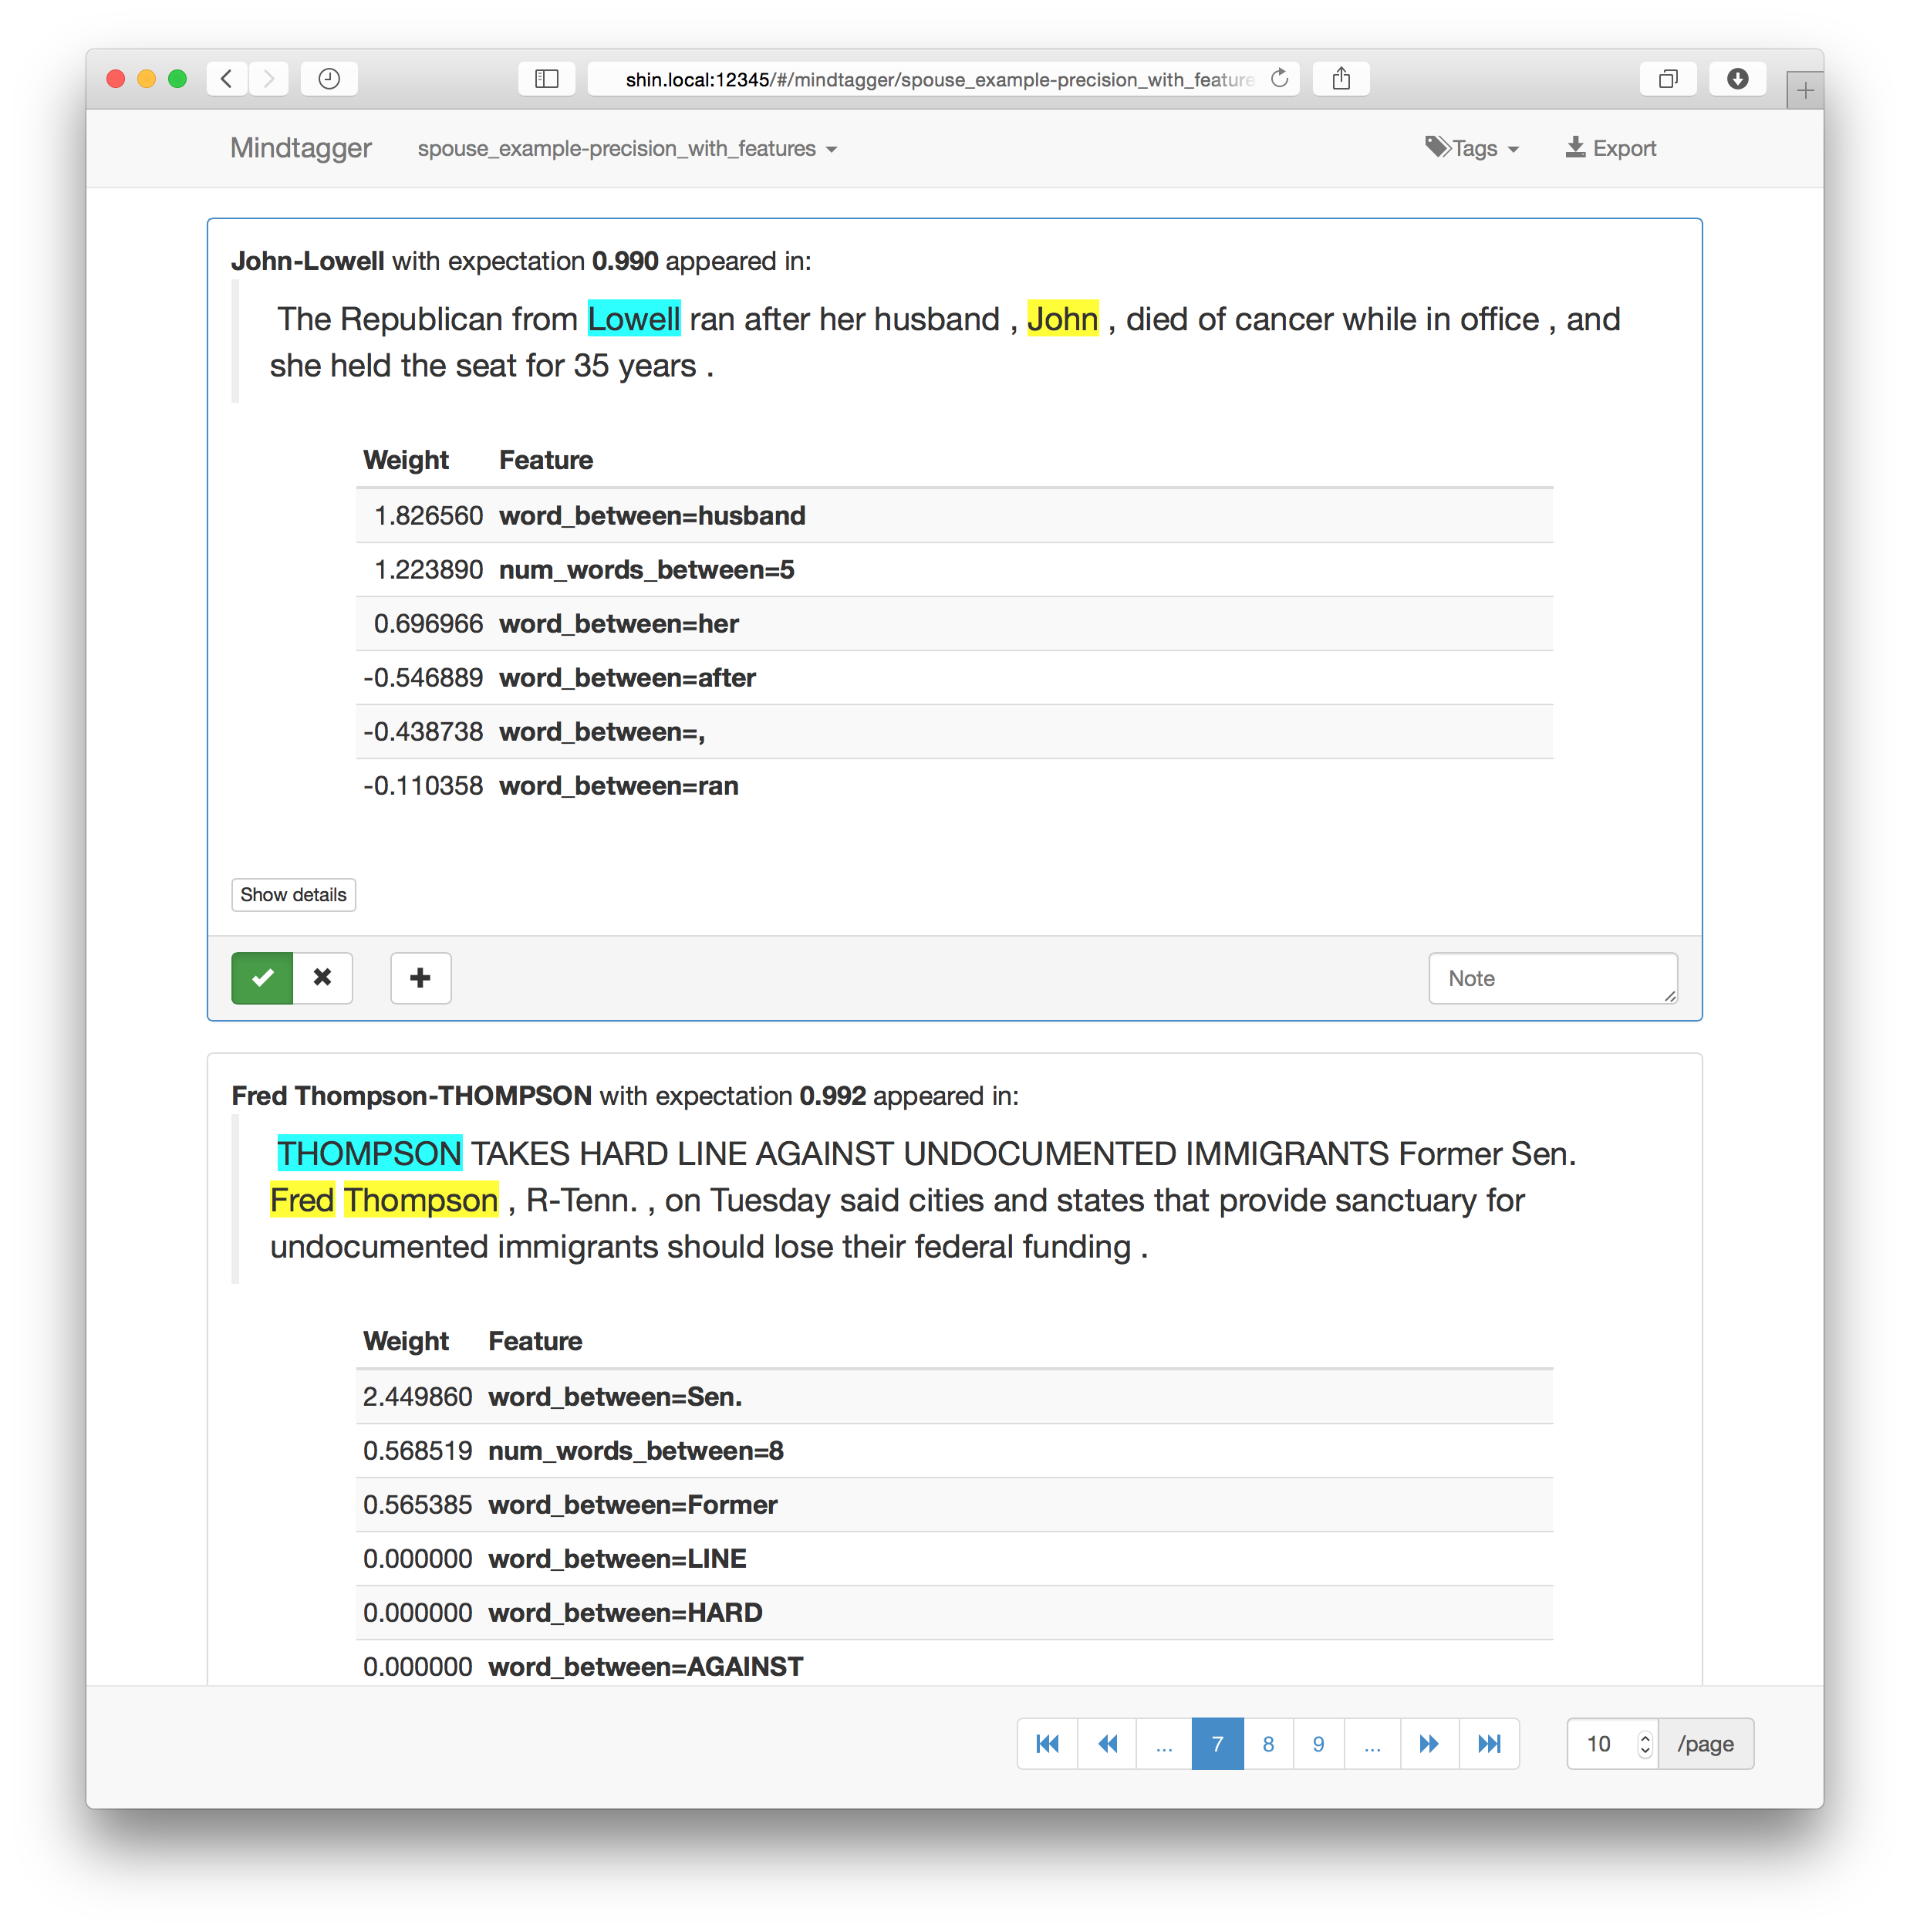 shin.local:12345/#/mindtagger/spouse_example-precision_with_feature
Mindtagger spouse_example-precision_with_features Tags Export
John-Lowell with expectation 0.990 appeared in:
The Republican from Lowell ran after her husband , John , died of cancer while in office , and
she held the seat for 35 years .
Weight Feature
1.826560 word_between=husband
1.223890 num_words_between=5
0.696966 word_between=her
-0.546889 word_between=after
-0.438738 word_between=,
-0.110358 word_between=ran
Show details
Note
Fred Thompson-THOMPSON with expectation 0.992 appeared in:
THOMPSON TAKES HARD LINE AGAINST UNDOCUMENTED IMMIGRANTS Former Sen.
Fred Thompson , R-Tenn. , on Tuesday said cities and states that provide sanctuary for
undocumented immigrants should lose their federal funding .
Weight Feature
2.449860 word_between=Sen.
0.568519 num_words_between=8
0.565385 word_between=Former
0.000000 word_between=LINE
0.000000 word_between=HARD
0.000000 word_between=AGAINST
... 7 8 9 ... 10 /page